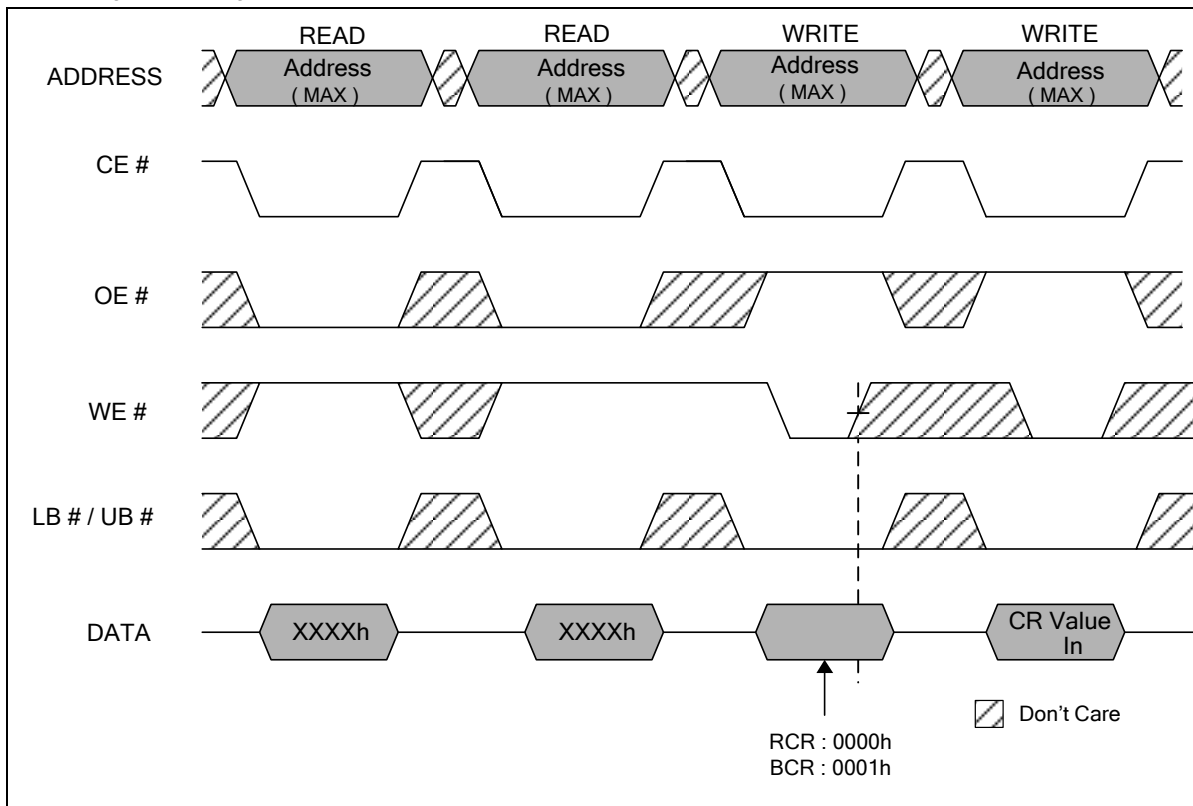 READ READ WRITE WRITE
ADDRESS
Address Address Address Address
( MAX ) ( MAX ) ( MAX ) ( MAX )
CE #
OE #
WE #
LB # / UB #
DATA
XXXXh XXXXh
CR Value
In
Don't Care
RCR : 0000h
BCR : 0001h